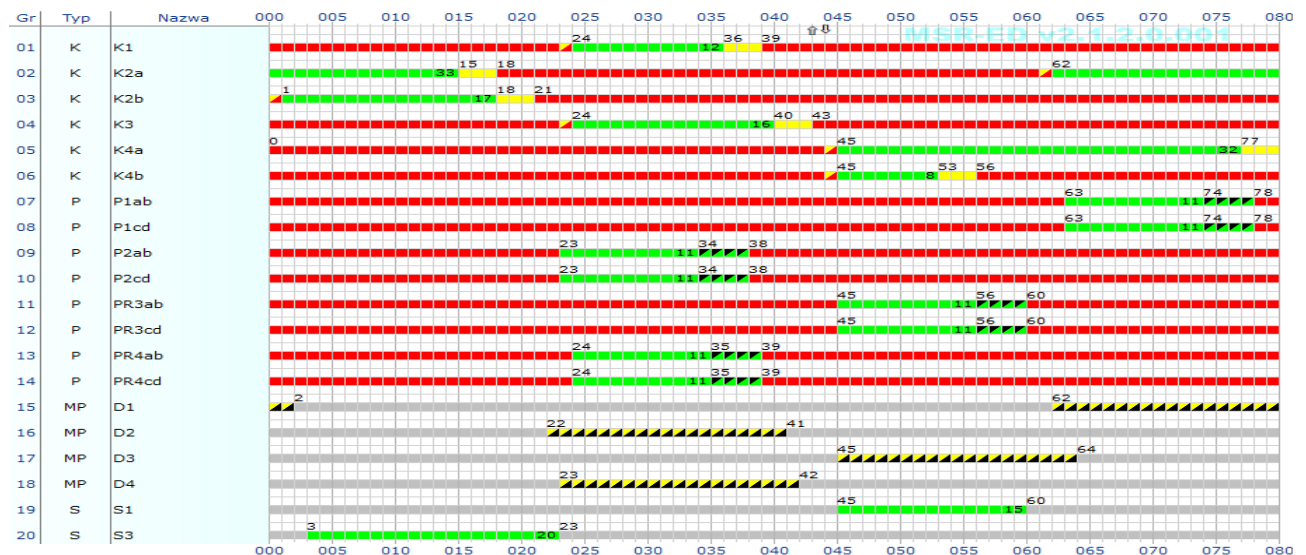 Gr Typ Nazwa 000 005 010 015 020 025 030 035 040 045 050 055 060 065 070 075 080
MSR-ED v2.1.2.0.001
01 K K1 24 12 36 39
02 K K2a 33 15 18 62
03 K K2b 1 17 18 21
04 K K3 24 16 40 43
05 K K4a 0 45 32 77
06 K K4b 45 8 53 56
07 P P1ab 63 11 74 78
08 P P1cd 63 11 74 78
09 P P2ab 23 11 34 38
10 P P2cd 23 11 34 38
11 P PR3ab 45 11 56 60
12 P PR3cd 45 11 56 60
13 P PR4ab 24 11 35 39
14 P PR4cd 24 11 35 39
15 MP D1 2 62
16 MP D2 22 41
17 MP D3 45 64
18 MP D4 23 42
19 S S1 45 15 60
20 S S3 3 20 23
000 005 010 015 020 025 030 035 040 045 050 055 060 065 070 075 080